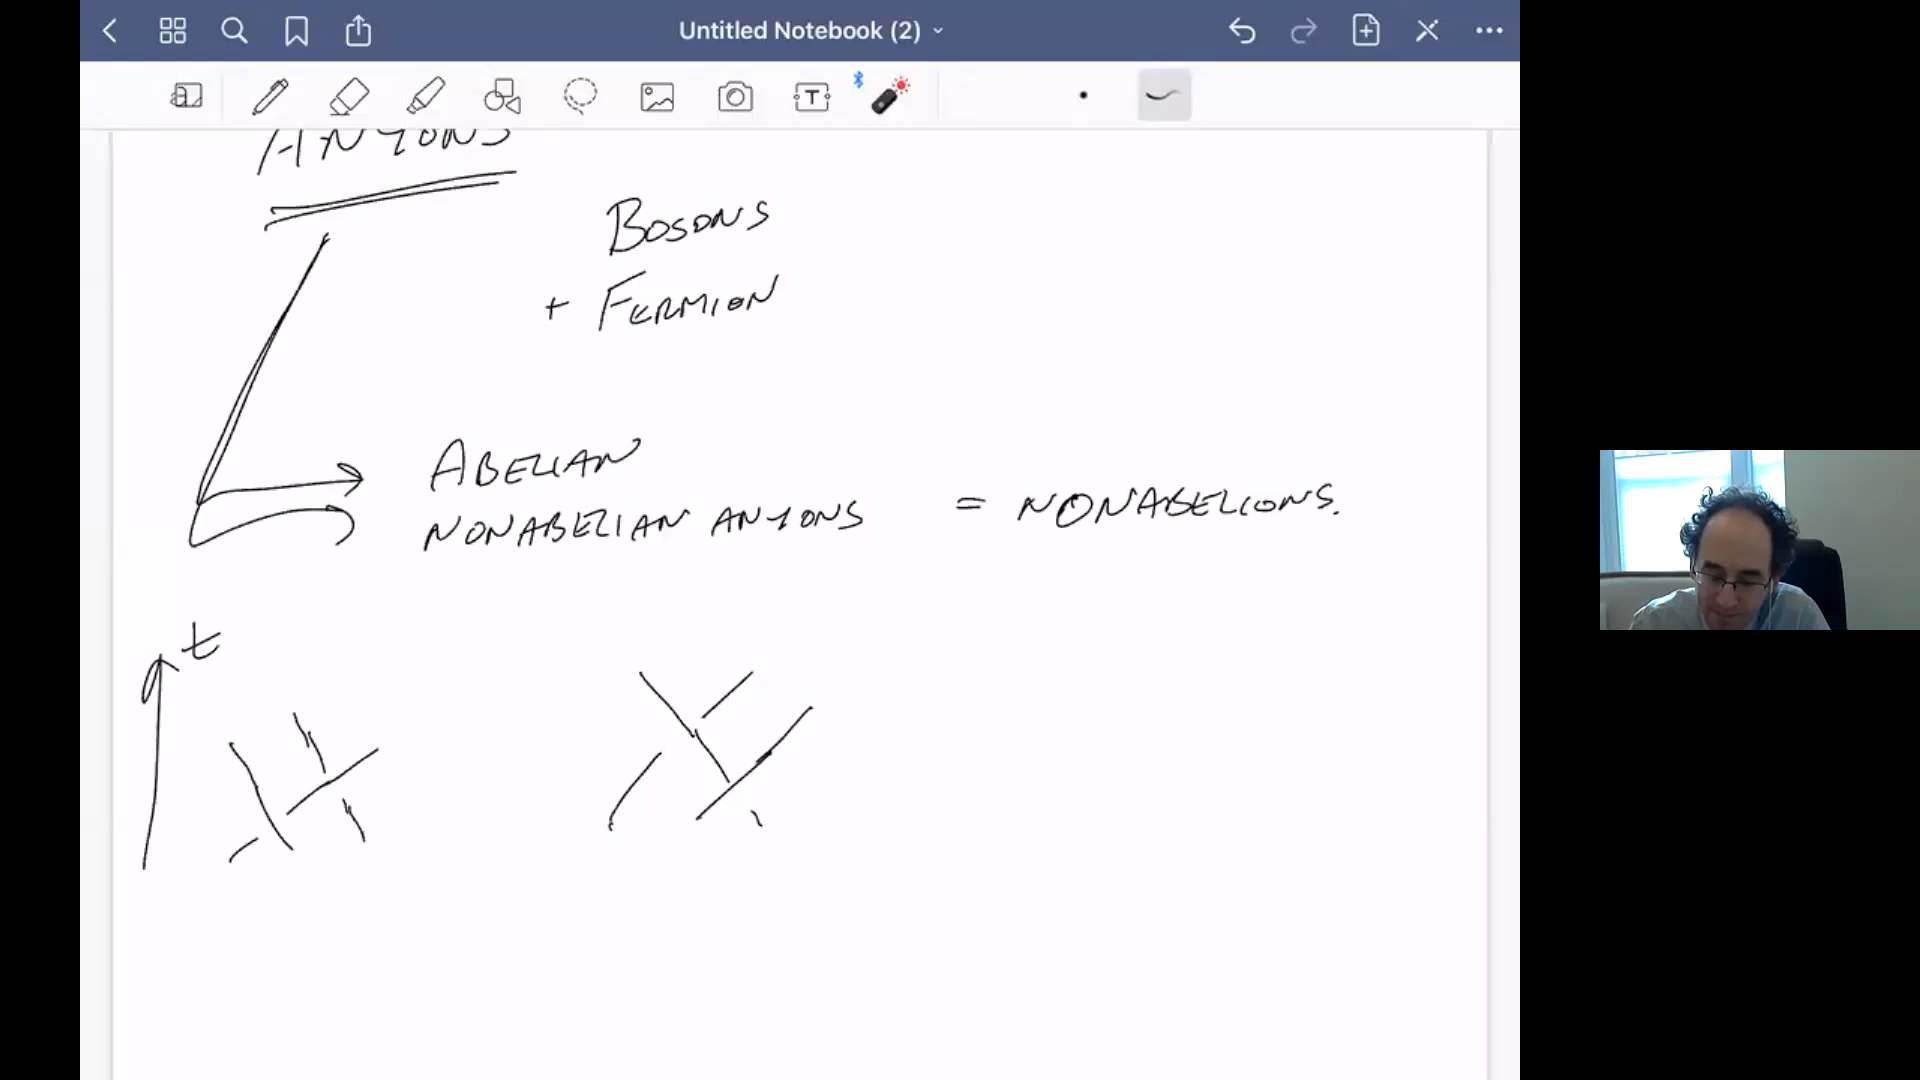 Untitled Notebook (2)
T
ANYONS
BOSONS
+ FERMION
ABELIAN
NONABELIAN ANYONS = NONABELIONS.
t